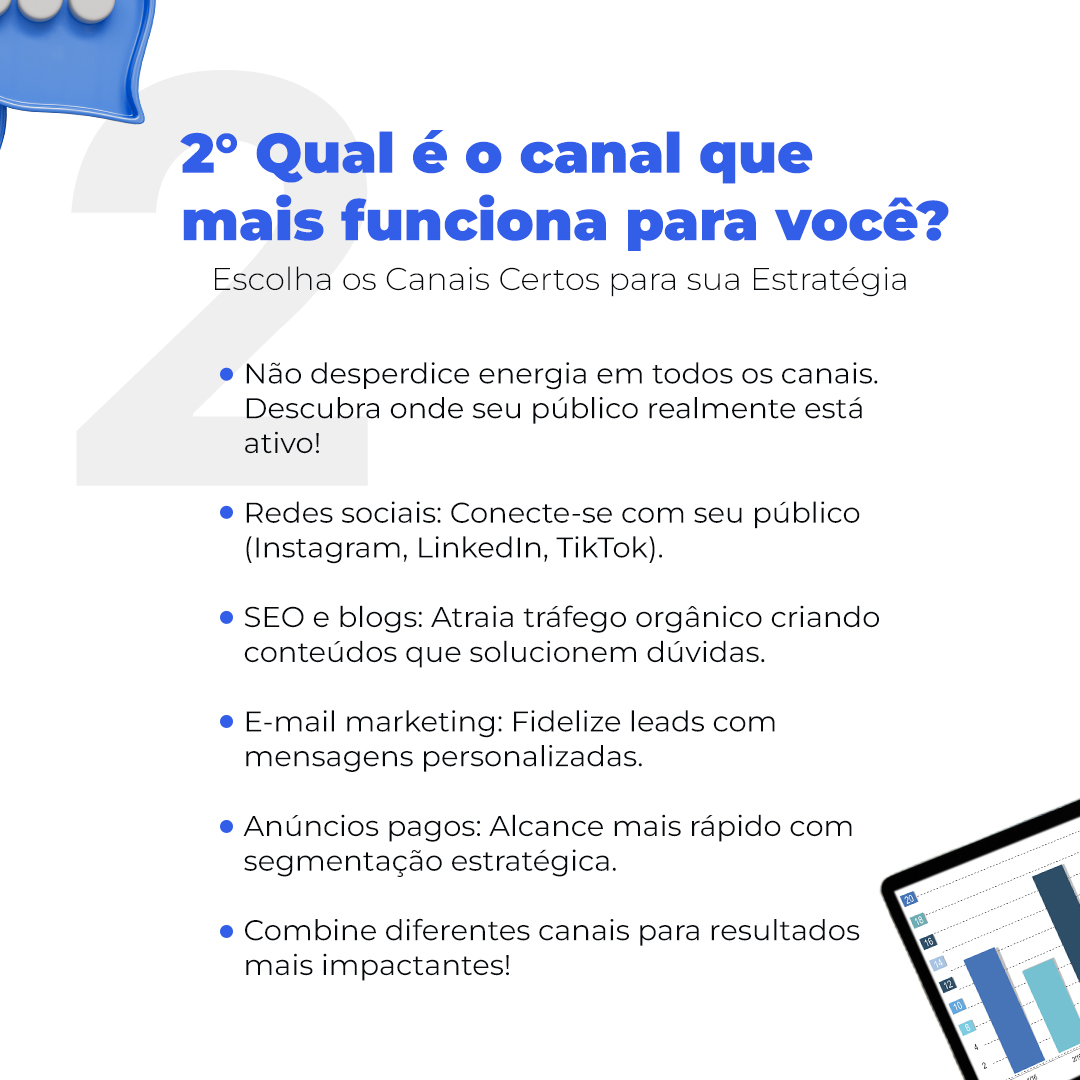 2
2º Qual é o canal que
mais funciona para você?
Escolha os Canais Certos para sua Estratégia
Não desperdice energia em todos os canais.
Descubra onde seu público realmente está
ativo!
Redes sociais: Conecte-se com seu público
(Instagram, LinkedIn, TikTok).
SEO e blogs: Atraia tráfego orgânico criando
conteúdos que solucionem dúvidas.
E-mail marketing: Fidelize leads com
mensagens personalizadas.
Anúncios pagos: Alcance mais rápido com
segmentação estratégica.
Combine diferentes canais para resultados
mais impactantes!
20
18
16
14
12
10
8
4
2